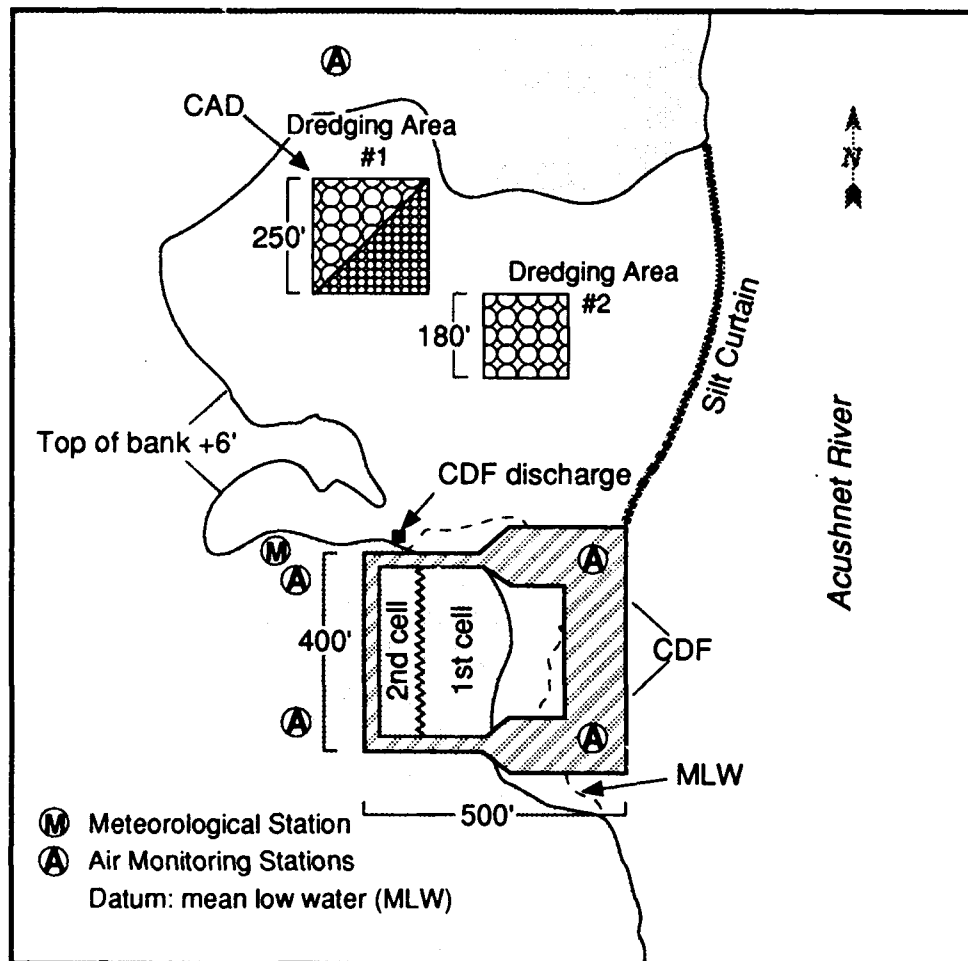 A
CAD
Dredging Area
#1
N
250'
Dredging Area
#2
180'
Silt Curtain
Top of bank +6'
CDF discharge
Acushnet River
M
A
A
400'
2nd cell
1st cell
CDF
A
A
MLW
500'
M Meteorological Station
A Air Monitoring Stations
Datum: mean low water (MLW)